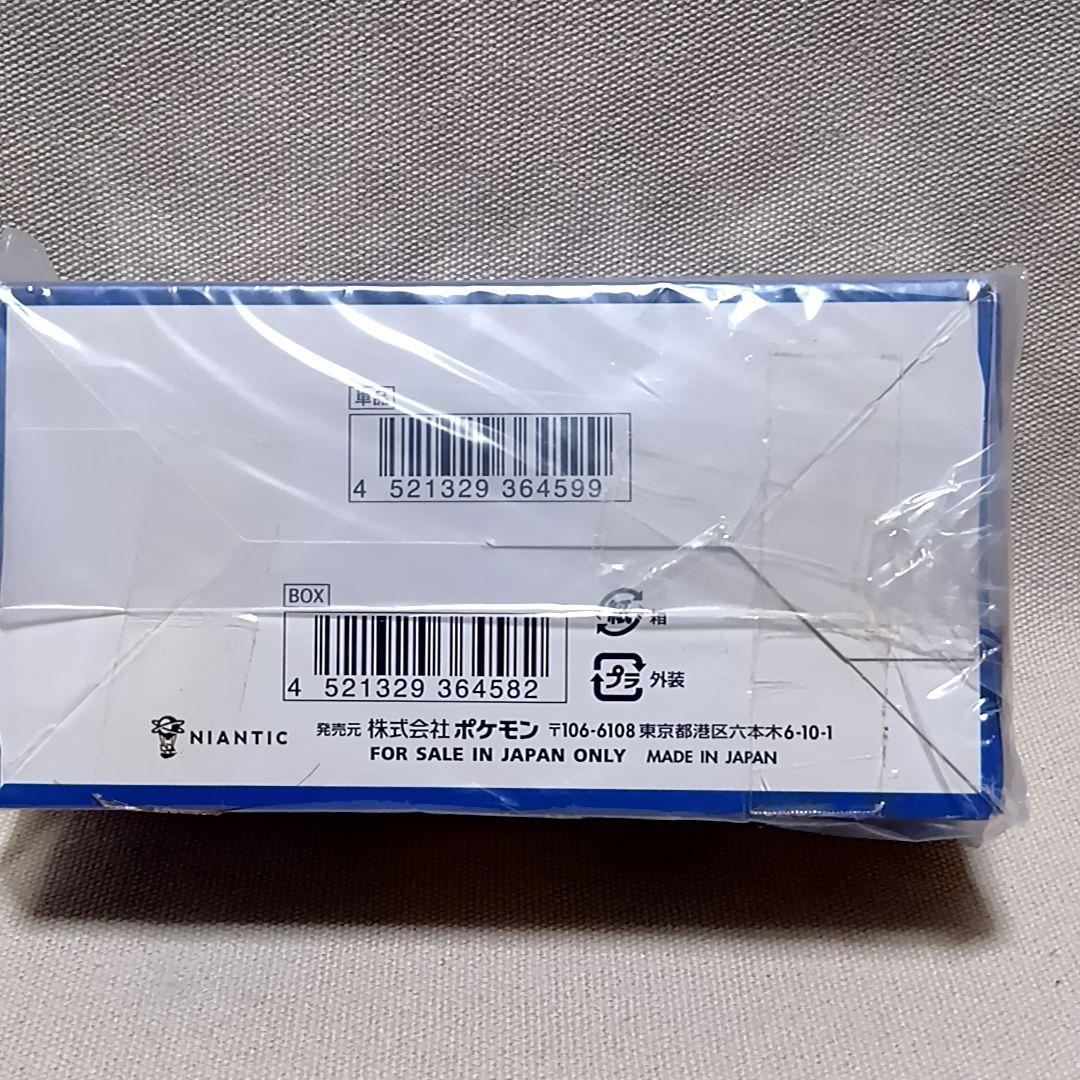 単品
4 521329 364599
BOX
4 521329 364582
紙 箱
プラ 外装
NIANTIC
発売元 株式会社 ポケモン 〒106-6108 東京都港区六本木6-10-1
FOR SALE IN JAPAN ONLY MADE IN JAPAN